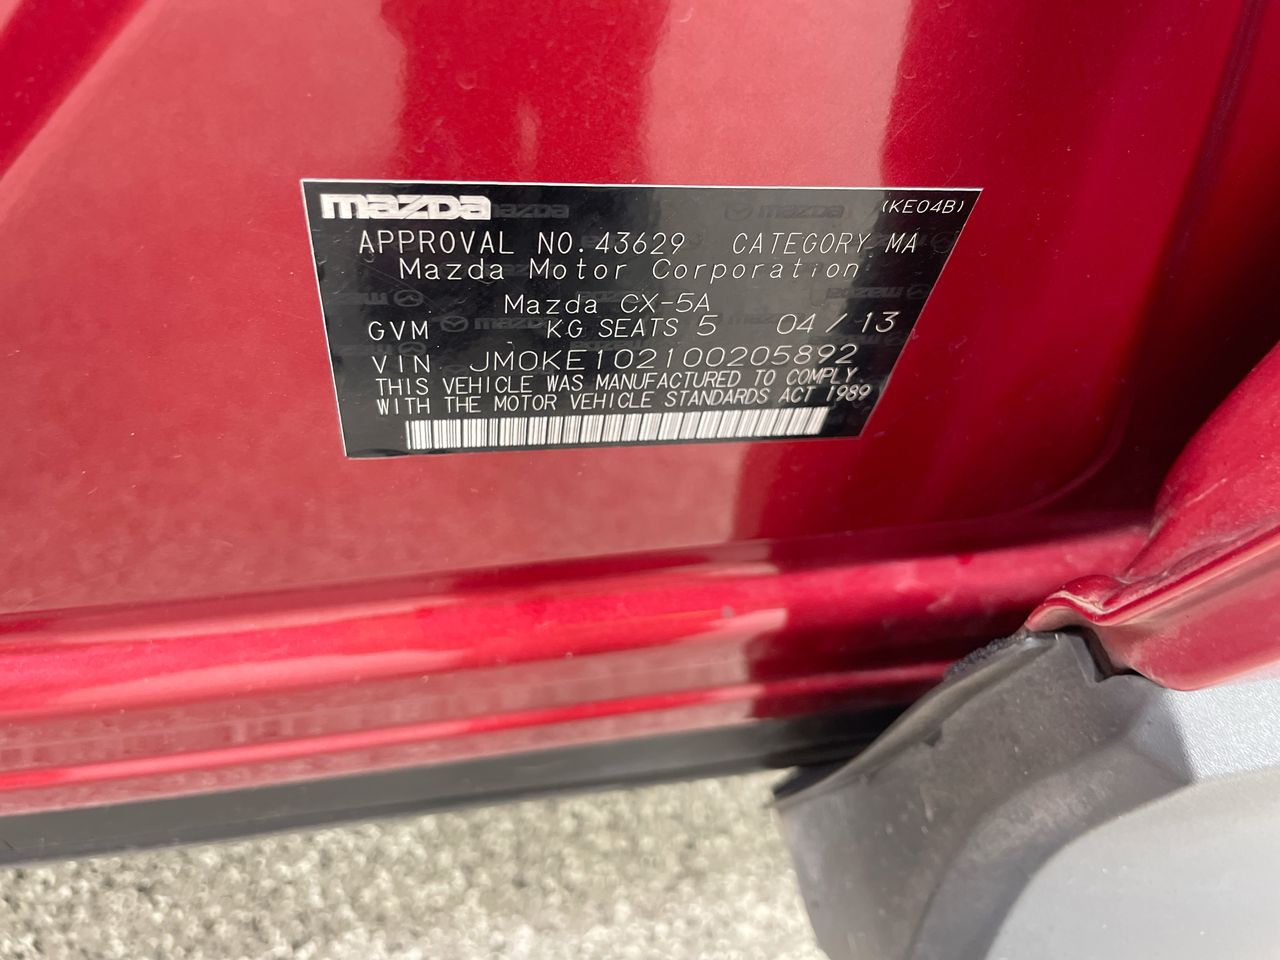 mazda (KE04B)
APPROVAL NO. 43629 CATEGORY MA
Mazda Motor Corporation
Mazda CX-5A
GVM KG SEATS 5 04/13
VIN JM0KE102100205892
THIS VEHICLE WAS MANUFACTURED TO COMPLY
WITH THE MOTOR VEHICLE STANDARDS ACT 1989